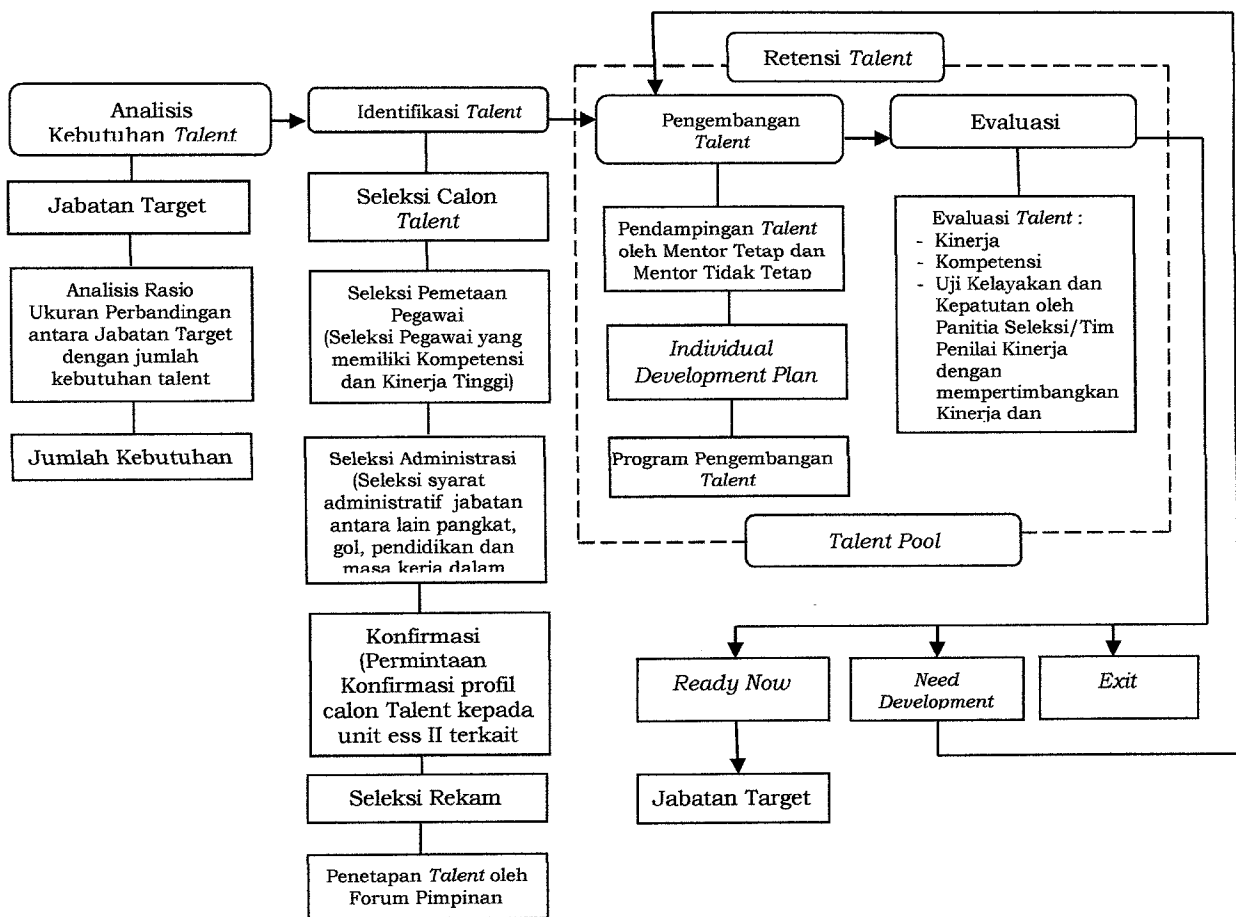 Retensi Talent
Analisis
Kebutuhan Talent
Identifikasi Talent
Pengembangan
Talent
Evaluasi
Jabatan Target
Analisis Rasio
Ukuran Perbandingan
antara Jabatan Target
dengan jumlah
kebutuhan talent
Jumlah Kebutuhan
Seleksi Calon
Talent
Seleksi Pemetaan
Pegawai
(Seleksi Pegawai yang
memiliki Kompetensi
dan Kinerja Tinggi)
Seleksi Administrasi
(Seleksi syarat
administratif jabatan
antara lain pangkat,
gol, pendidikan dan
masa kerja dalam
Konfirmasi
(Permintaan
Konfirmasi profil
calon Talent kepada
unit ess II terkait
Seleksi Rekam
Penetapan Talent oleh
Forum Pimpinan
Pendampingan Talent
oleh Mentor Tetap dan
Mentor Tidak Tetap
Individual
Development Plan
Program Pengembangan
Talent
Evaluasi Talent :
- Kinerja
- Kompetensi
- Uji Kelayakan dan
Kepatutan oleh
Panitia Seleksi/Tim
Penilai Kinerja
dengan
mempertimbangkan
Kinerja dan
Talent Pool
Ready Now
Need
Development
Exit
Jabatan Target